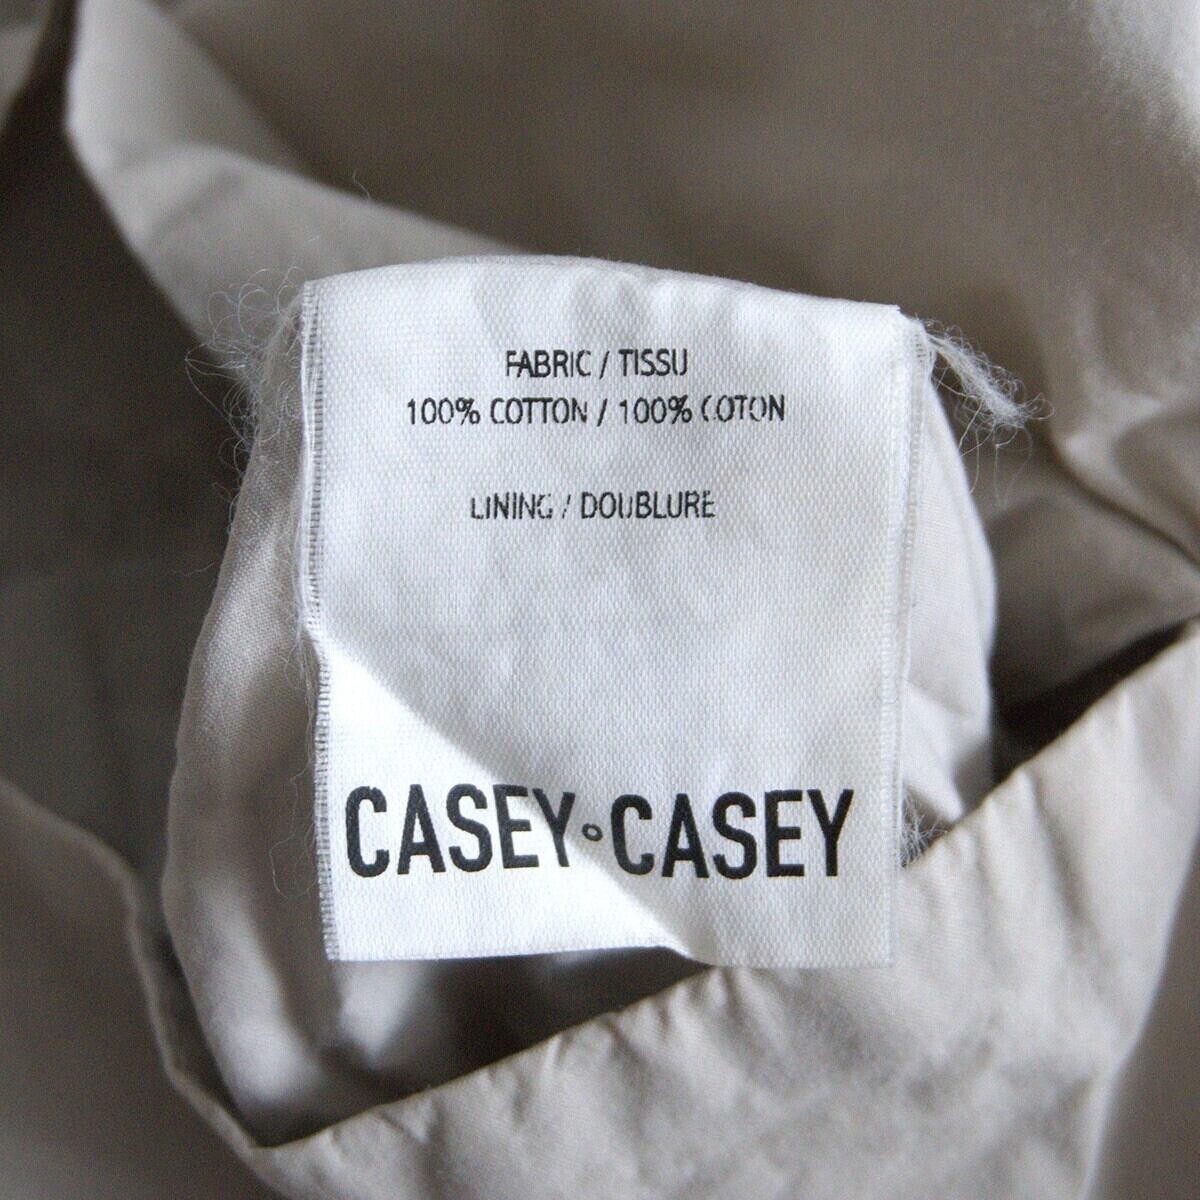 FABRIC / TISSU
100% COTTON / 100% COTON
LINING / DOUBLURE
CASEY°CASEY